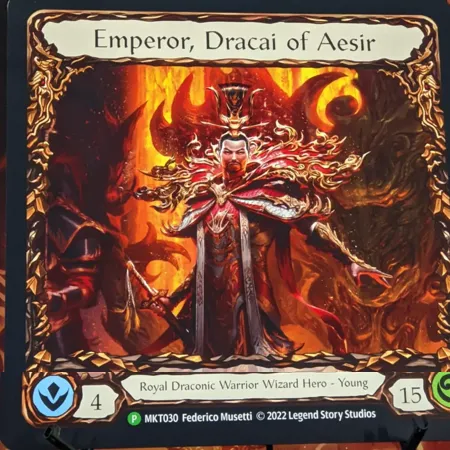 Emperor, Dracai of Aesir
Royal Draconic Warrior Wizard Hero - Young
4
15
P MKT030 Federico Musetti © 2022 Legend Story Studios